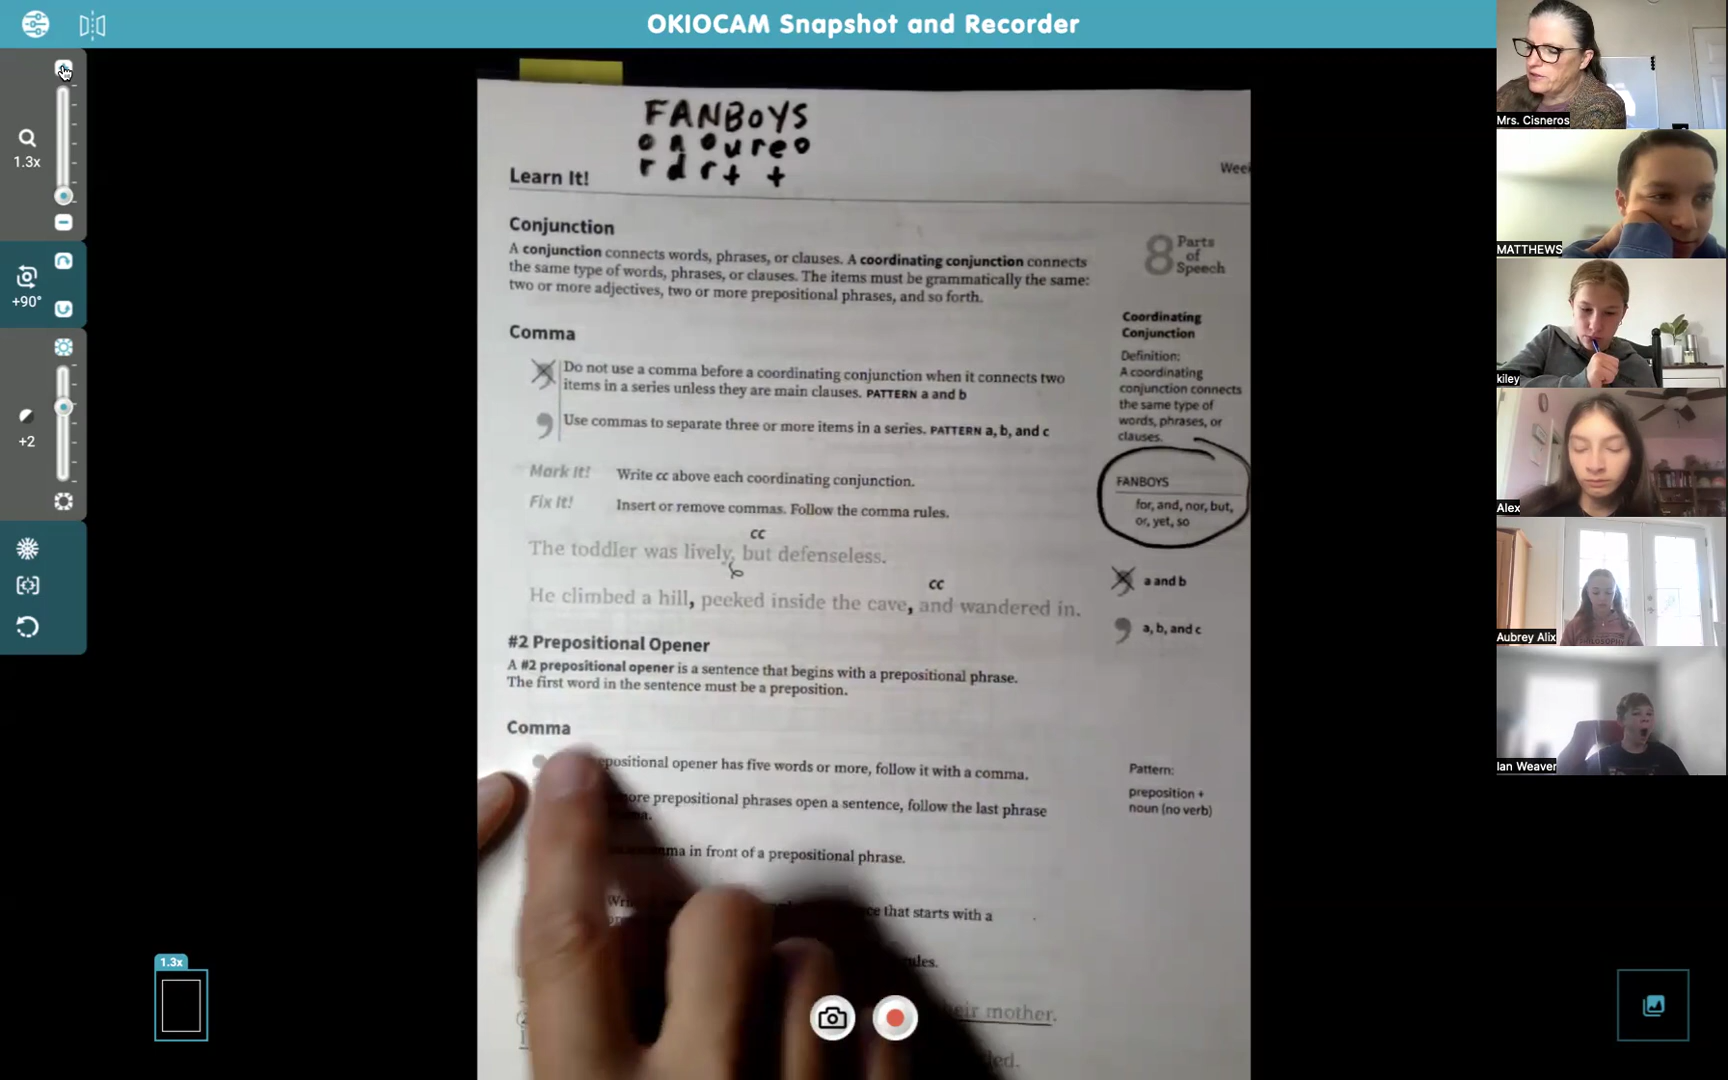 OKIOCAM Snapshot and Recorder
1.3x
+90°
+2
1.3x
FANBOYS
o n o u r e o
r d r t t
Learn It!
Conjunction
A conjunction connects words, phrases, or clauses. A coordinating conjunction connects
the same type of words, phrases, or clauses. The items must be grammatically the same:
two or more adjectives, two or more prepositional phrases, and so forth.
Comma
Do not use a comma before a coordinating conjunction when it connects two
items in a series unless they are main clauses. PATTERN a and b
Use commas to separate three or more items in a series. PATTERN a, b, and c
Mark It! Write cc above each coordinating conjunction.
Fix It! Insert or remove commas. Follow the comma rules.
cc
The toddler was lively, but defenseless.
cc
He climbed a hill, peeked inside the cave, and wandered in.
#2 Prepositional Opener
A #2 prepositional opener is a sentence that begins with a prepositional phrase.
The first word in the sentence must be a preposition.
Comma
opener has five words or more, follow it with a comma.
prepositional phrases open a sentence, follow the last phrase
in front of a prepositional phrase.
that starts with a
mother.
8 Parts
of
Speech
Coordinating
Conjunction
Definition:
A coordinating
conjunction connects
the same type of
words, phrases, or
clauses.
FANBOYS
for, and, nor, but,
or, yet, so
a and b
a, b, and c
Pattern:
preposition +
noun (no verb)
Mrs. Cisneros
MATTHEWS
kiley
Alex
Aubrey Alix
Ian Weaver